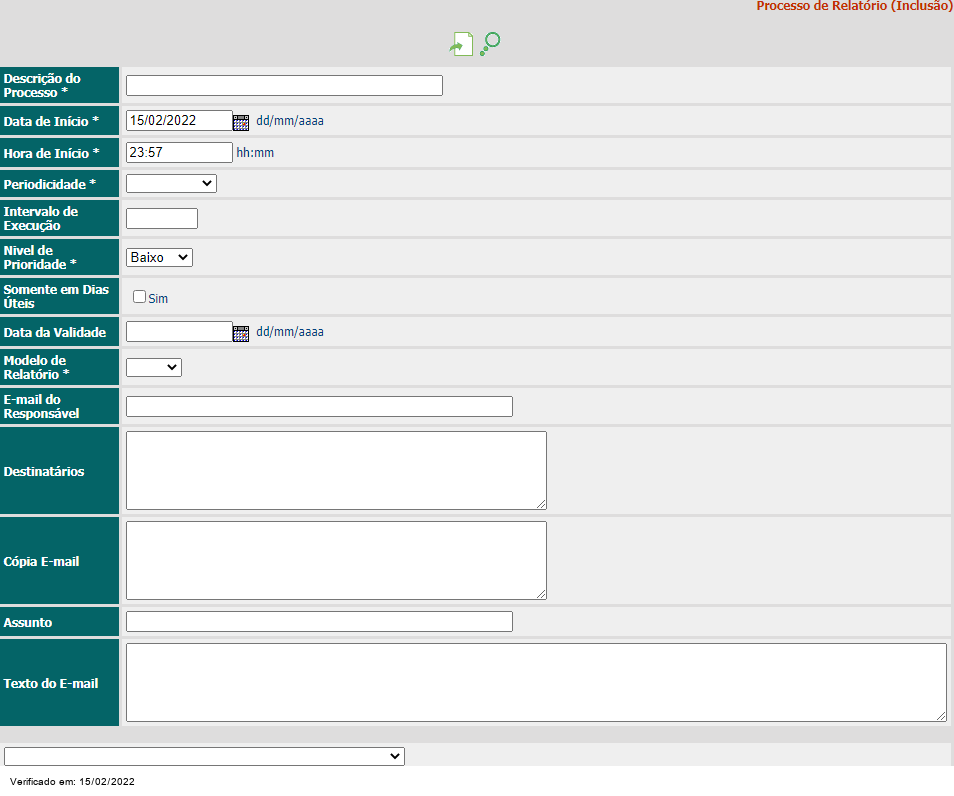 Processo de Relatório (Inclusão)
Descrição do
Processo *
Data de Início *
15/02/2022
dd/mm/aaaa
Hora de Início *
23:57
hh:mm
Periodicidade *
Intervalo de
Execução
Nivel de
Prioridade *
Baixo
Somente em Dias
Úteis
Sim
Data da Validade
dd/mm/aaaa
Modelo de
Relatório *
E-mail do
Responsável
Destinatários
Cópia E-mail
Assunto
Texto do E-mail
Verificado em: 15/02/2022